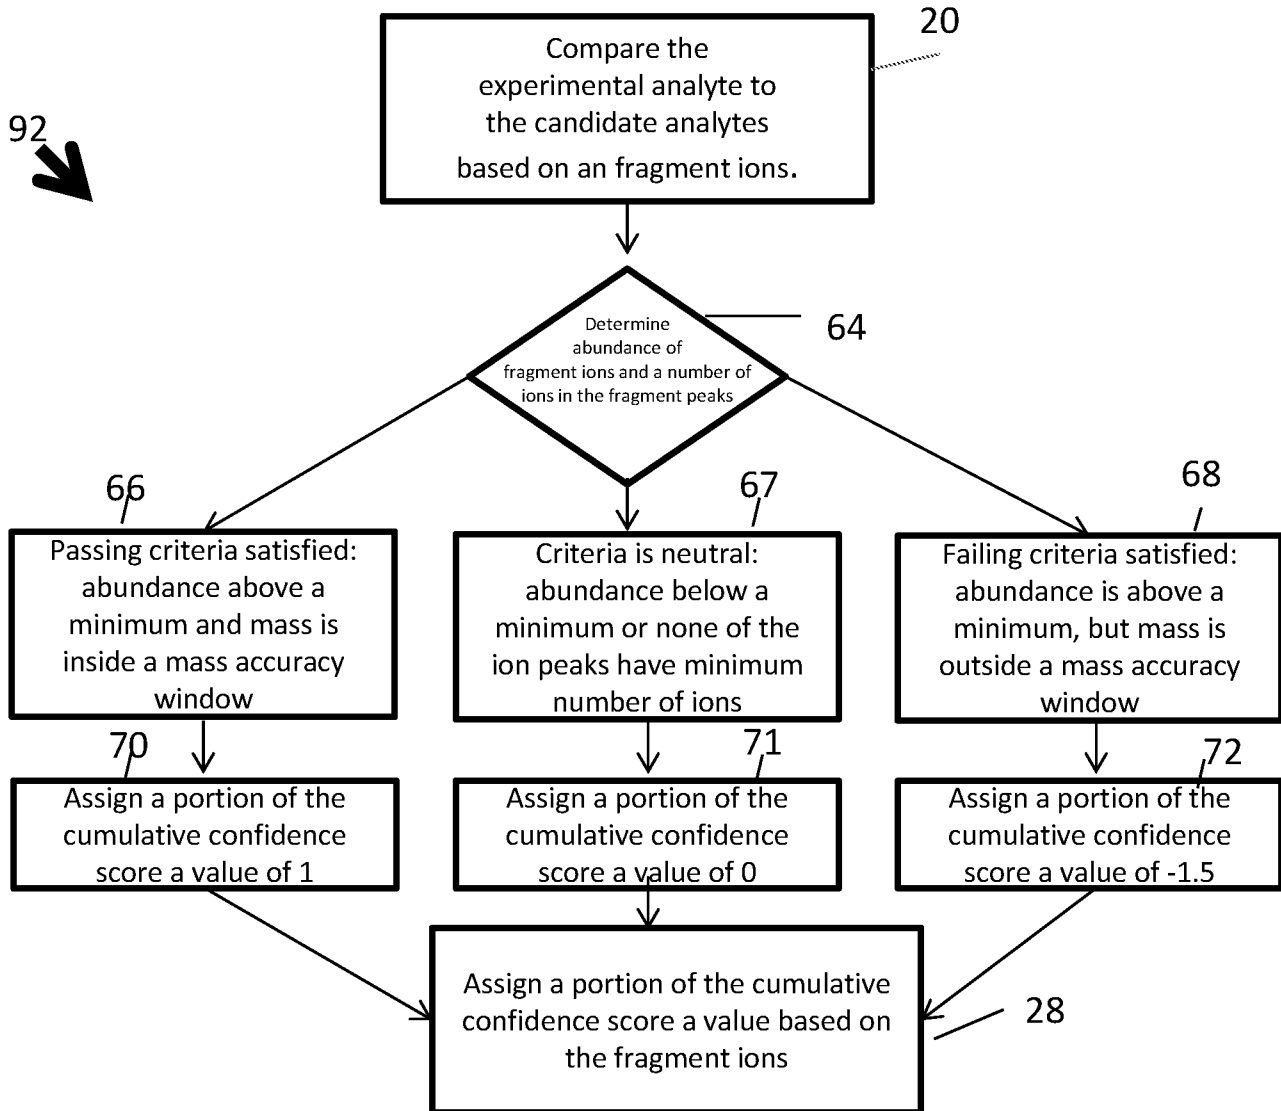 20
Compare the
experimental analyte to
the candidate analytes
based on an fragment ions.
92
64
Determine
abundance of
fragment ions and a number of
ions in the fragment peaks
66
Passing criteria satisfied:
abundance above a
minimum and mass is
inside a mass accuracy
window
67
Criteria is neutral:
abundance below a
minimum or none of the
ion peaks have minimum
number of ions
68
Failing criteria satisfied:
abundance is above a
minimum, but mass is
outside a mass accuracy
window
70
Assign a portion of the
cumulative confidence
score a value of 1
71
Assign a portion of the
cumulative confidence
score a value of 0
72
Assign a portion of the
cumulative confidence
score a value of -1.5
Assign a portion of the cumulative
confidence score a value based on
the fragment ions
28